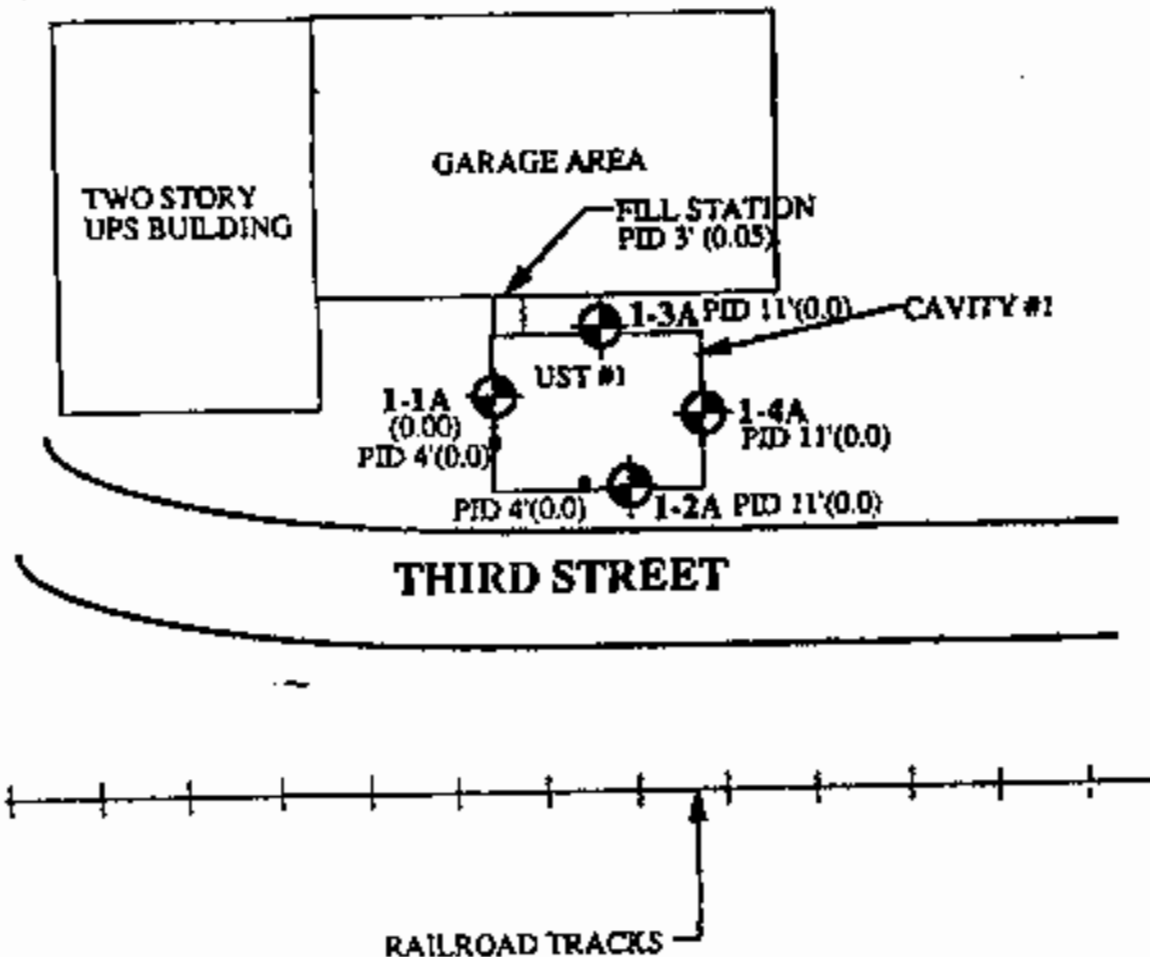 GARAGE AREA
TWO STORY
UPS BUILDING
FILL STATION
PID 3' (0.05)
1-3A PID 11'(0.0)
CAVITY #1
UST #1
1-1A
(0.00)
PID 4'(0.0)
1-4A
PID 11'(0.0)
PID 4'(0.0)
1-2A PID 11'(0.0)
THIRD STREET
RAILROAD TRACKS